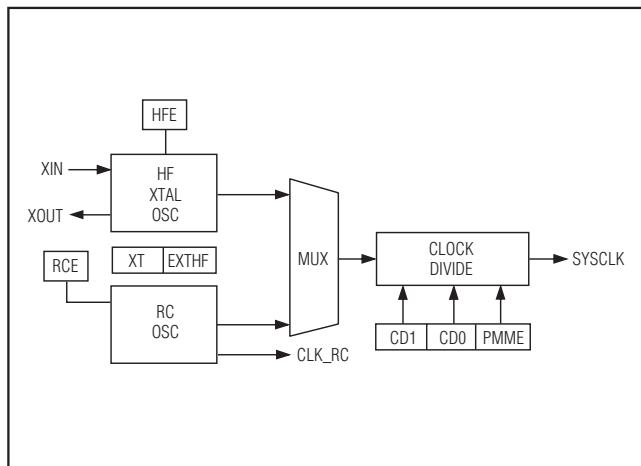 HFE
XIN
HF
XTAL
OSC
XOUT
RCE
XT EXTHF
MUX
CLOCK
DIVIDE
SYSCLK
RC
OSC
CLK_RC
CD1 CD0 PMME